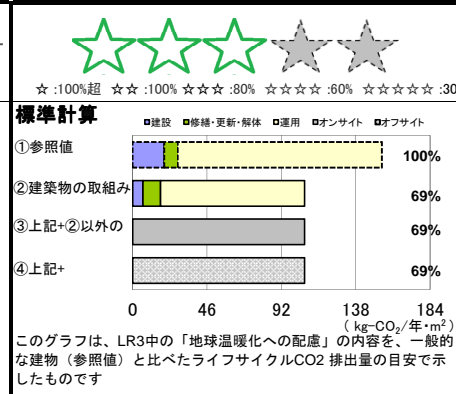 ☆ :100%超 ☆☆ :100% ☆☆☆ :80% ☆☆☆☆ :60% ☆☆☆☆☆ :30
標準計算
■建設 ■修繕・更新・解体 ■運用 ■オンサイト ■オフサイト
①参照値 100%
②建築物の取組み 69%
③上記+②以外の 69%
④上記+ 69%
0 46 92 138 184
( kg-CO₂/年・m² )
このグラフは、LR3中の「地球温暖化への配慮」の内容を、一般的
な建物（参照値）と比べたライフサイクルCO2 排出量の目安で示
したものです